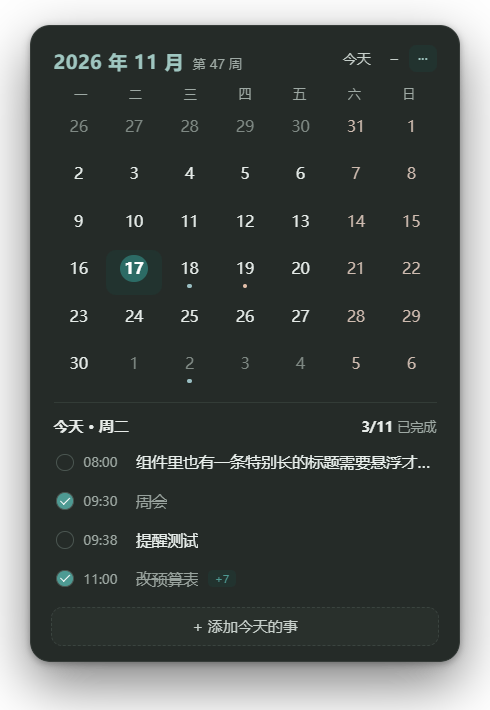 2026 年 11 月 第 47 周 今天 – ···
一 二 三 四 五 六 日
26 27 28 29 30 31 1
2 3 4 5 6 7 8
9 10 11 12 13 14 15
16 17 18 19 20 21 22
23 24 25 26 27 28 29
30 1 2 3 4 5 6
今天 • 周二 3/11 已完成
08:00 组件里也有一条特别长的标题需要悬浮才...
09:30 周会
09:38 提醒测试
11:00 改预算表 +7
+ 添加今天的事